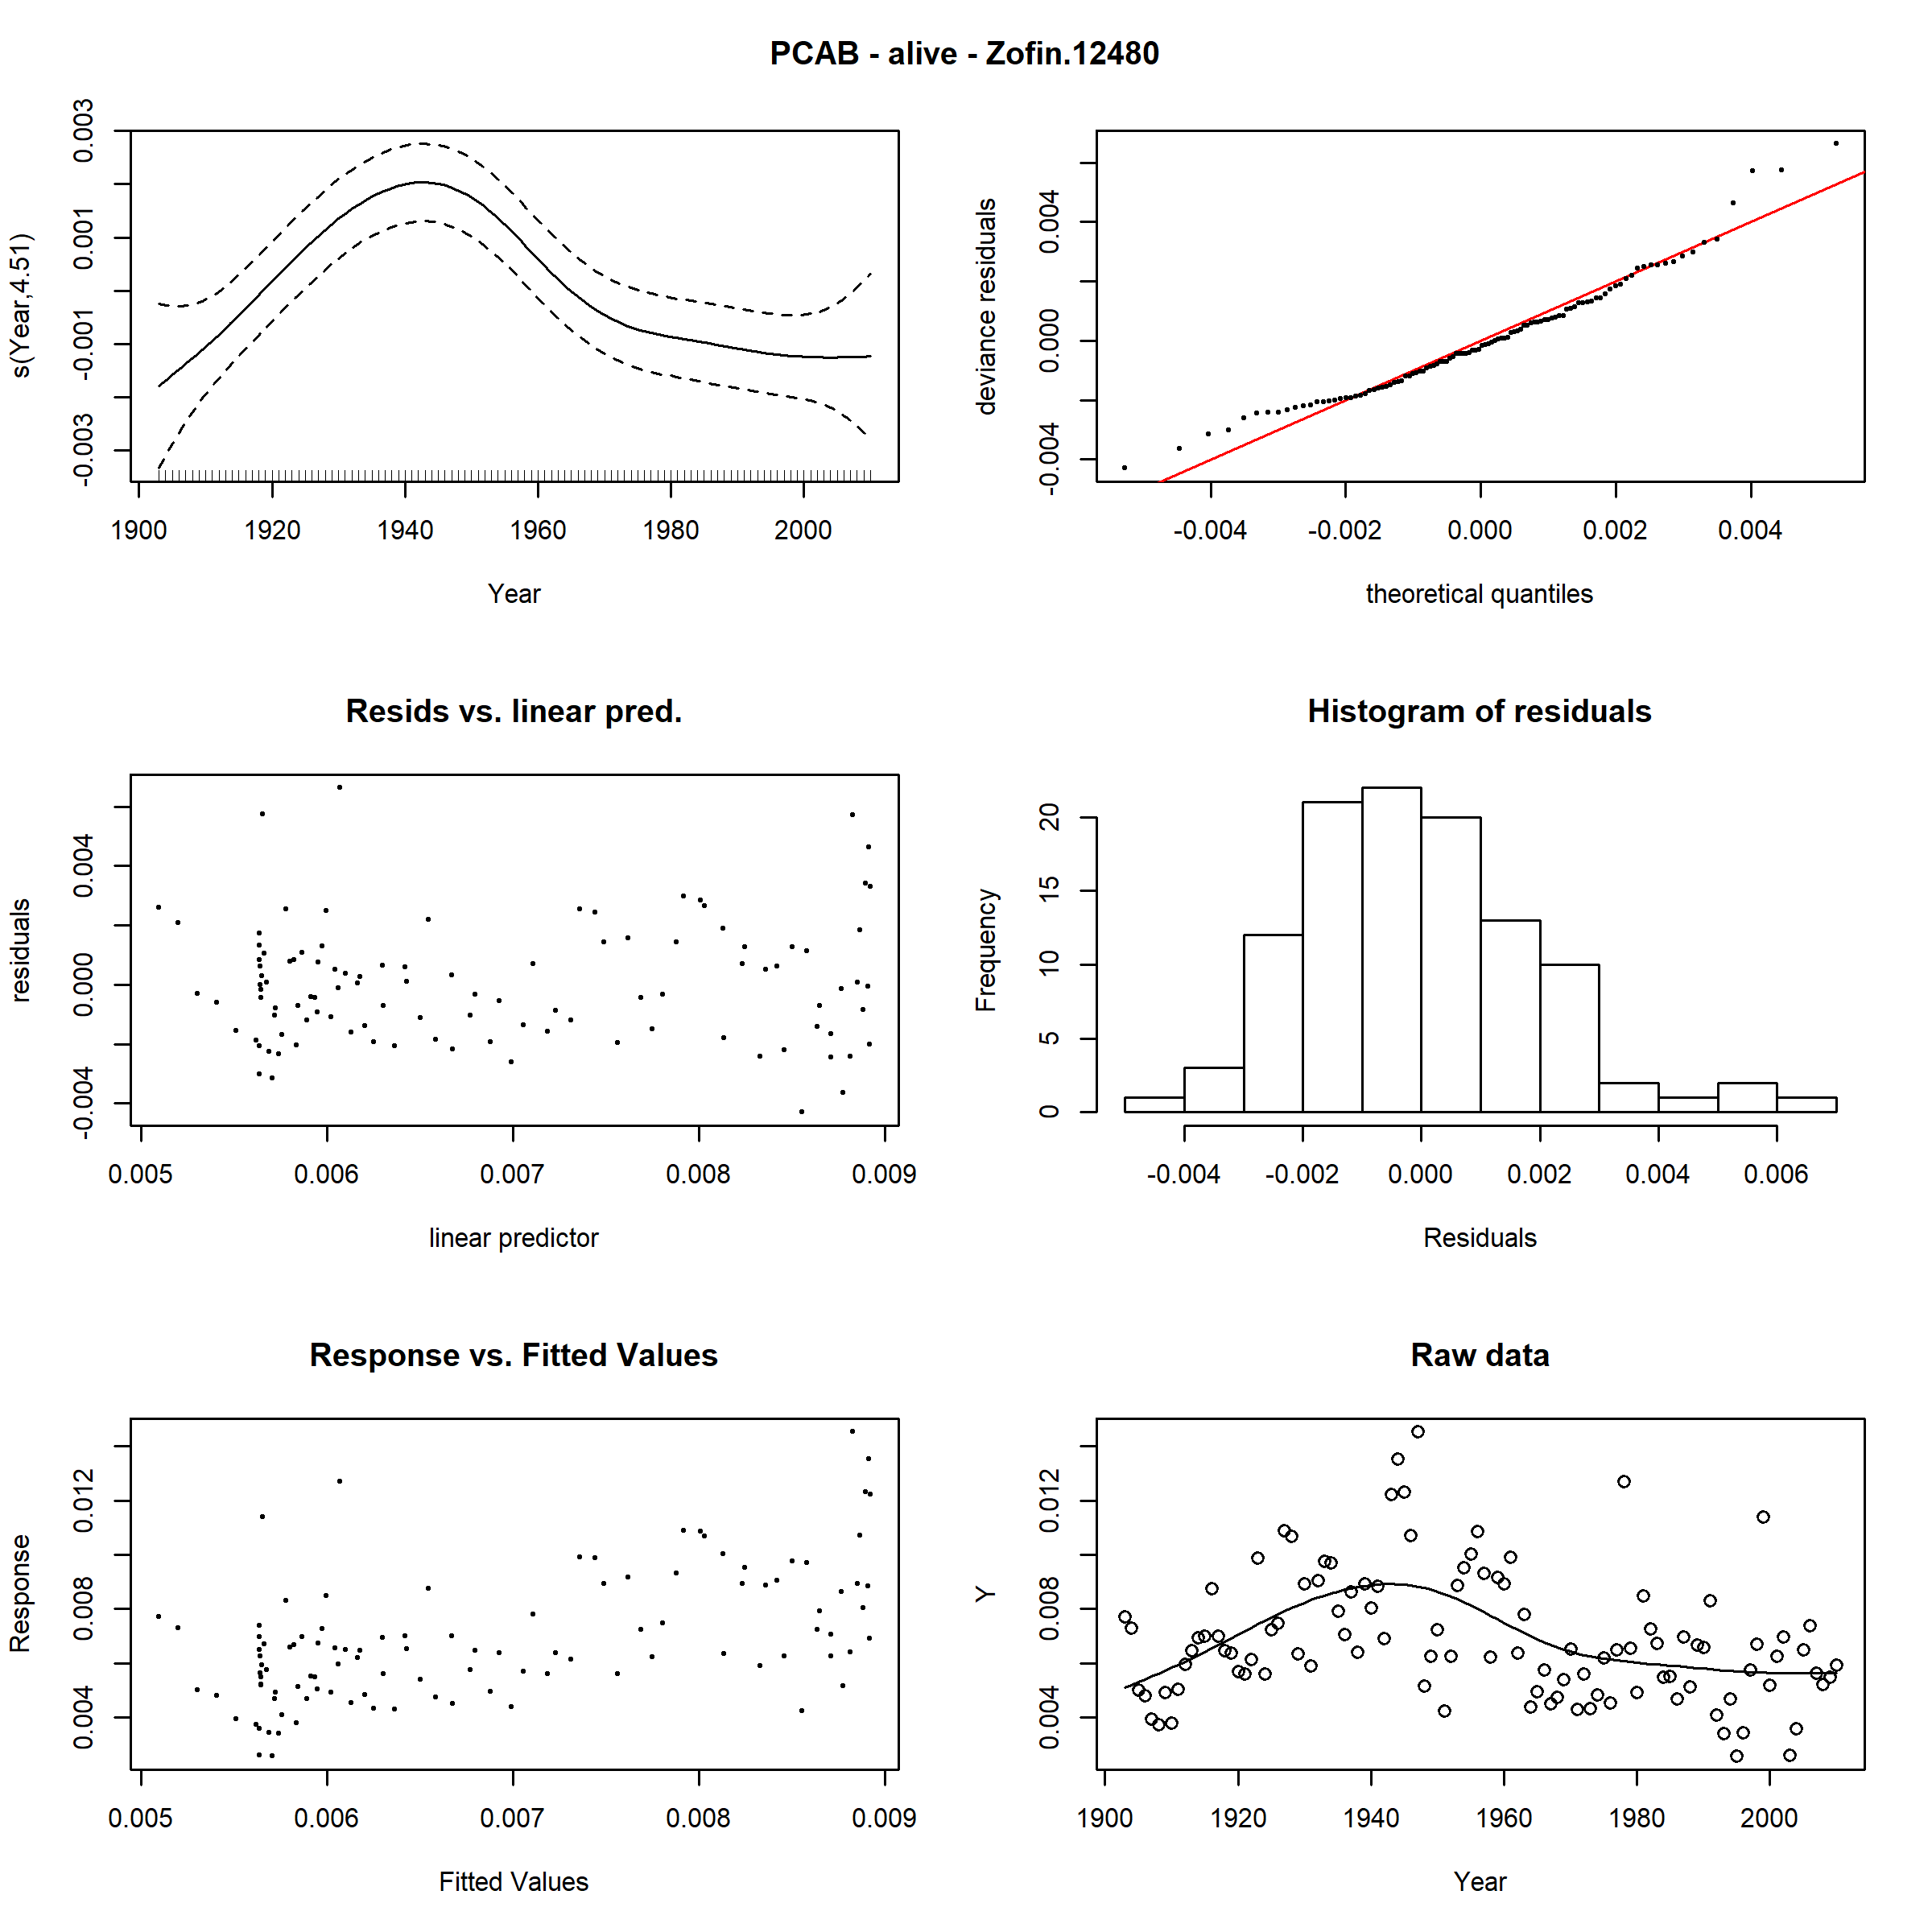 PCAB - alive - Zofin.12480
s(Year,4.51)
-0.003 -0.001 0.001 0.003
1900 1920 1940 1960 1980 2000
Year
deviance residuals
-0.004 0.000 0.004
-0.004 -0.002 0.000 0.002 0.004
theoretical quantiles
Resids vs. linear pred.
residuals
-0.004 0.000 0.004
0.005 0.006 0.007 0.008 0.009
linear predictor
Histogram of residuals
Frequency
0 5 10 15 20
-0.004 -0.002 0.000 0.002 0.004 0.006
Residuals
Response vs. Fitted Values
Response
0.004 0.008 0.012
0.005 0.006 0.007 0.008 0.009
Fitted Values
Raw data
Y
0.004 0.008 0.012
1900 1920 1940 1960 1980 2000
Year